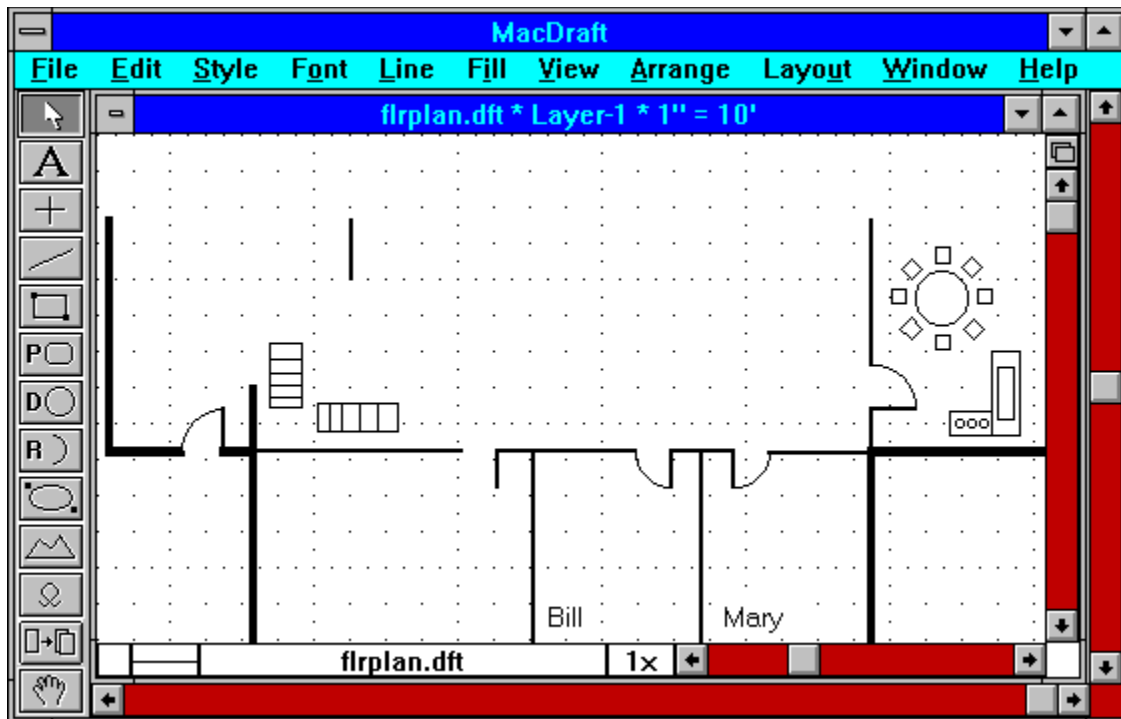 MacDraft
File Edit Style Font Line Fill View Arrange Layout Window Help
flrplan.dft * Layer-1 * 1" = 10'
A
P
D
R
Bill
Mary
flrplan.dft 1x